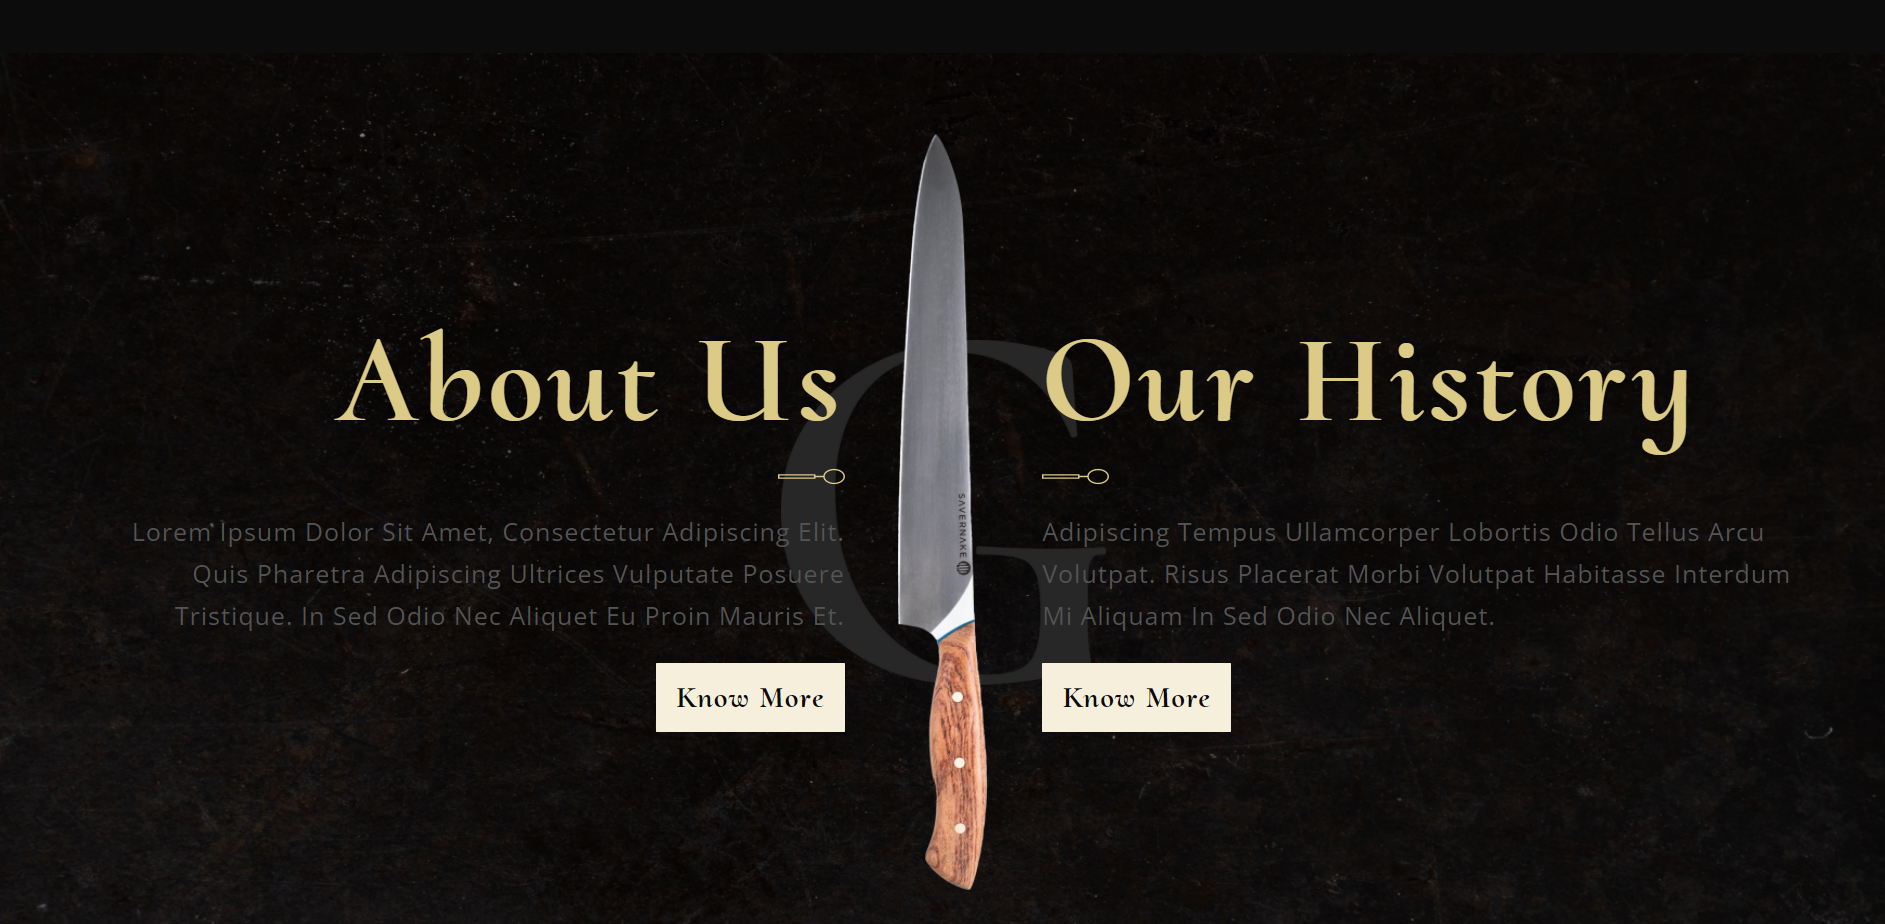 About Us
Lorem Ipsum Dolor Sit Amet, Consectetur Adipiscing Elit.
Quis Pharetra Adipiscing Ultrices Vulputate Posuere
Tristique. In Sed Odio Nec Aliquet Eu Proin Mauris Et.
Know More
G
SAVERNAKE
Our History
Adipiscing Tempus Ullamcorper Lobortis Odio Tellus Arcu
Volutpat. Risus Placerat Morbi Volutpat Habitasse Interdum
Mi Aliquam In Sed Odio Nec Aliquet.
Know More